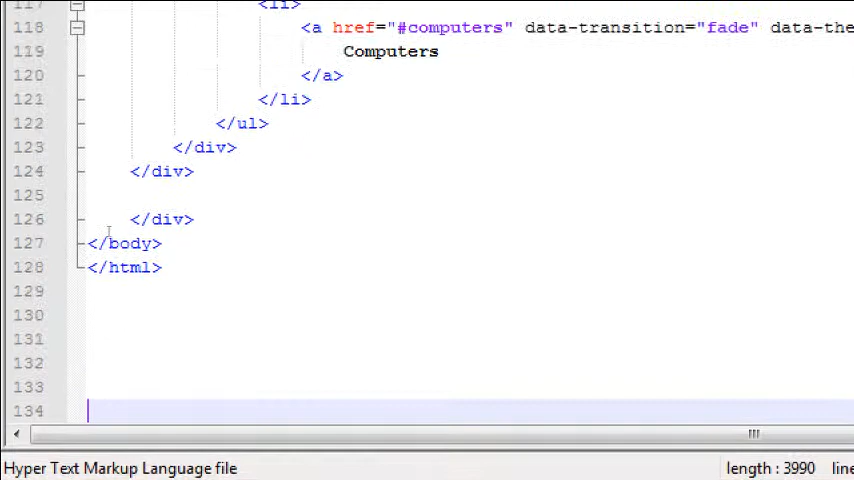 117 <li>
118 <a href="#computers" data-transition="fade" data-the
119 Computers
120 </a>
121 </li>
122 </ul>
123 </div>
124 </div>
125
126 </div>
127 </body>
128 </html>
129
130
131
132
133
134
Hyper Text Markup Language file length : 3990 line